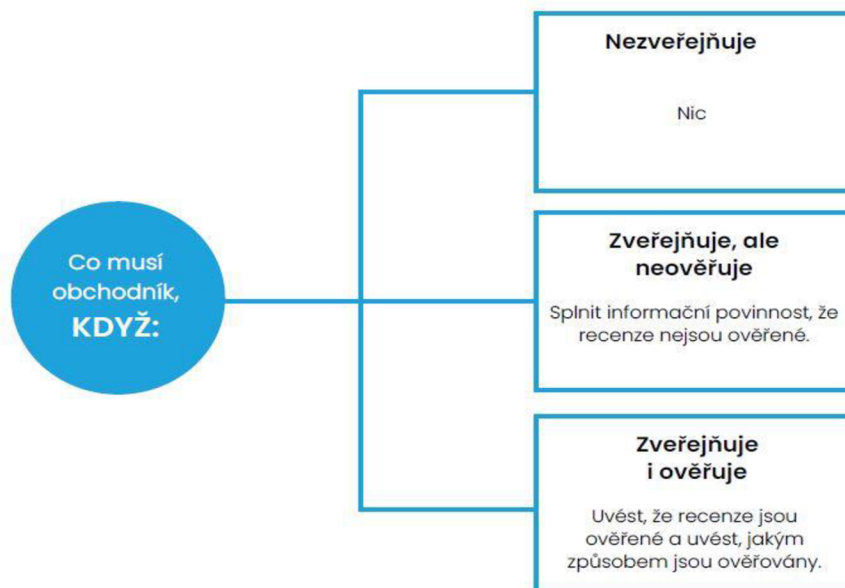 Co musí
obchodník,
KDYŽ:
Nezveřejňuje
Nic
Zveřejňuje, ale
neověřuje
Splnit informační povinnost, že
recenze nejsou ověřené.
Zveřejňuje
i ověřuje
Uvést, že recenze jsou
ověřené a uvést, jakým
způsobem jsou ověřovány.